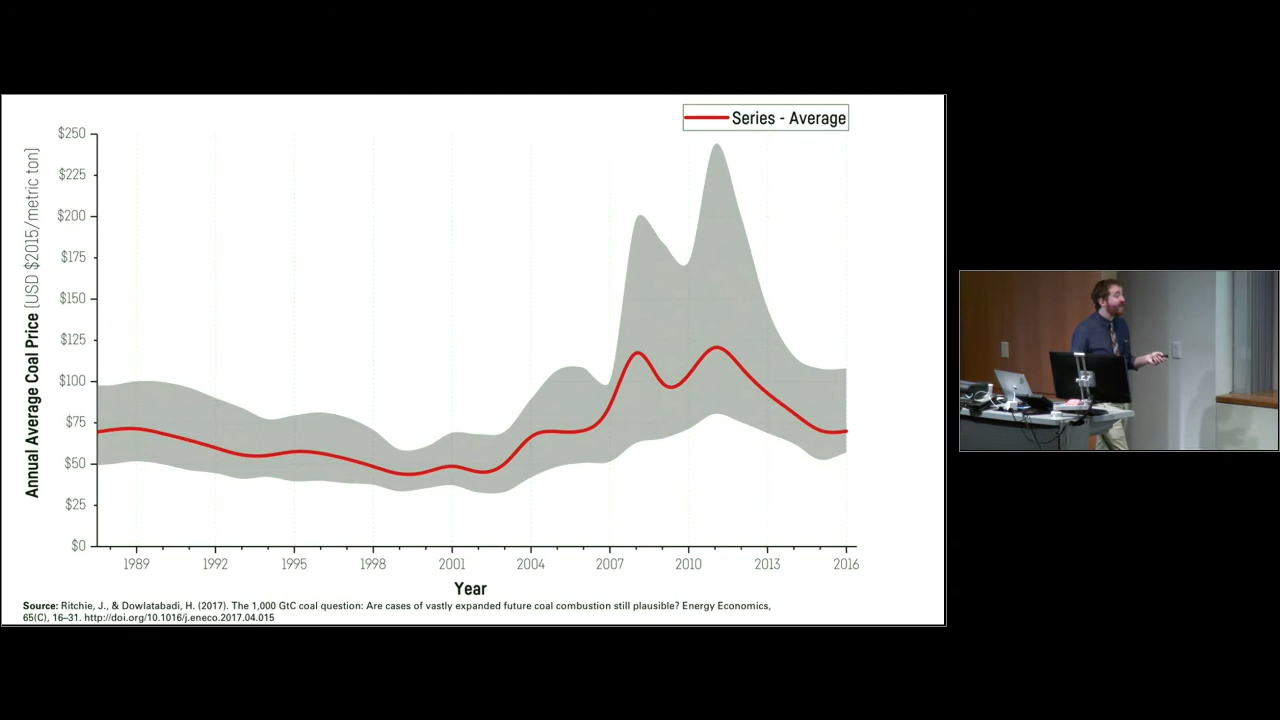 Series - Average
Annual Average Coal Price (USD $2015/metric ton)
$250
$225
$200
$175
$150
$125
$100
$75
$50
$25
$0
1989 1992 1995 1998 2001 2004 2007 2010 2013 2016
Year
Source: Ritchie, J., & Dowlatabadi, H. (2017). The 1,000 GtC coal question: Are cases of vastly expanded future coal combustion still plausible? Energy Economics,
65(C), 16–31. http://doi.org/10.1016/j.eneco.2017.04.015